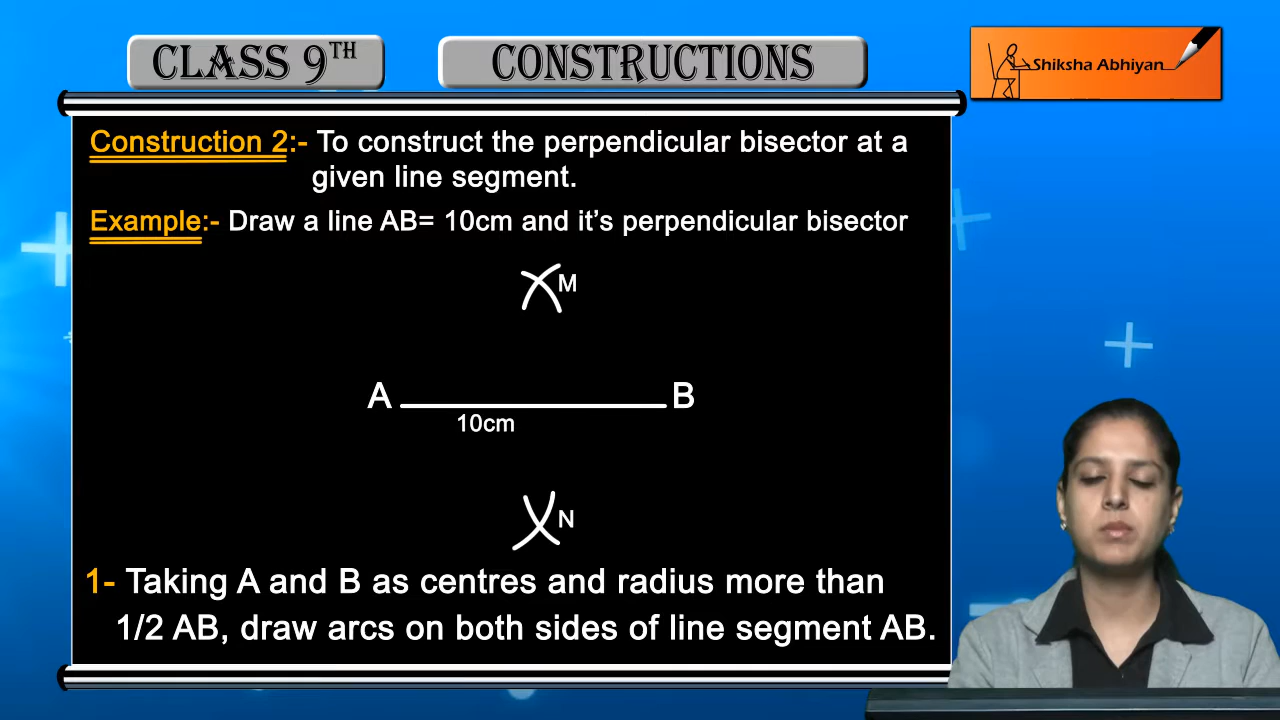 CLASS 9TH
CONSTRUCTIONS
Shiksha Abhiyan
Construction 2:- To construct the perpendicular bisector at a
given line segment.
Example:- Draw a line AB= 10cm and it's perpendicular bisector
M
A
B
10cm
N
1- Taking A and B as centres and radius more than
1/2 AB, draw arcs on both sides of line segment AB.